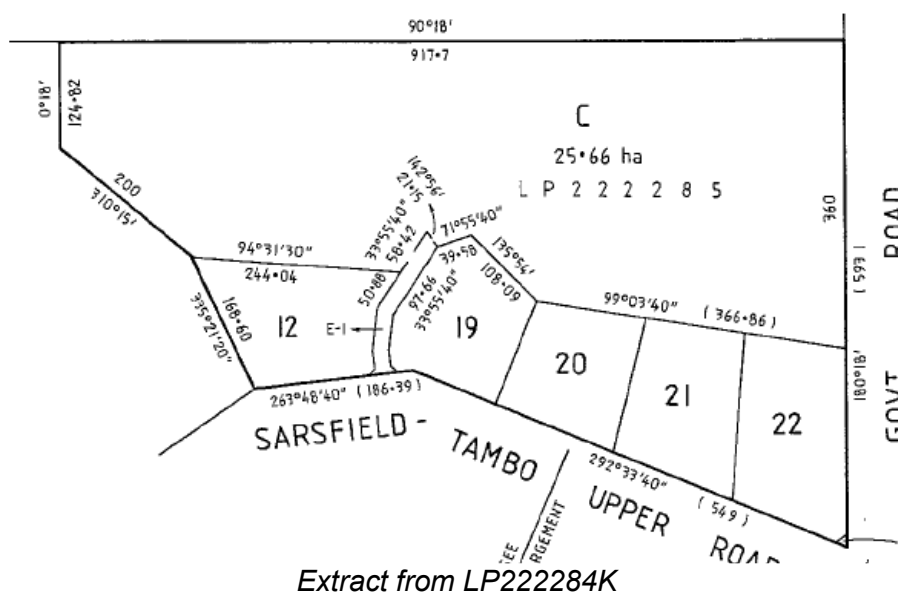 90°18'
917·7
0°18'
124·82
C
25·66 ha
L P 2 2 2 2 8 5
200
310°15'
142°56'
21·15
33°55'40"
58·42
71°55'40"
39·58
135°54'
108·09
360
( 593 )
ROAD
94°31'30"
244·04
50·88
97·66
33°55'40"
99°03'40" ( 366·86 )
168·60
335°21'20"
12
E-1
19
20
21
22
180°18'
GOVT
263°48'40" ( 186·39 )
SARSFIELD - TAMBO UPPER ROAD
292°33'40" ( 549 )
SEE
RGEMENT
Extract from LP222284K